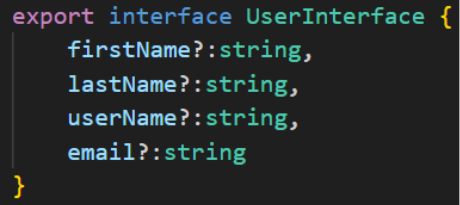 export interface UserInterface {
    firstName?:string,
    lastName?:string,
    userName?:string,
    email?:string
}